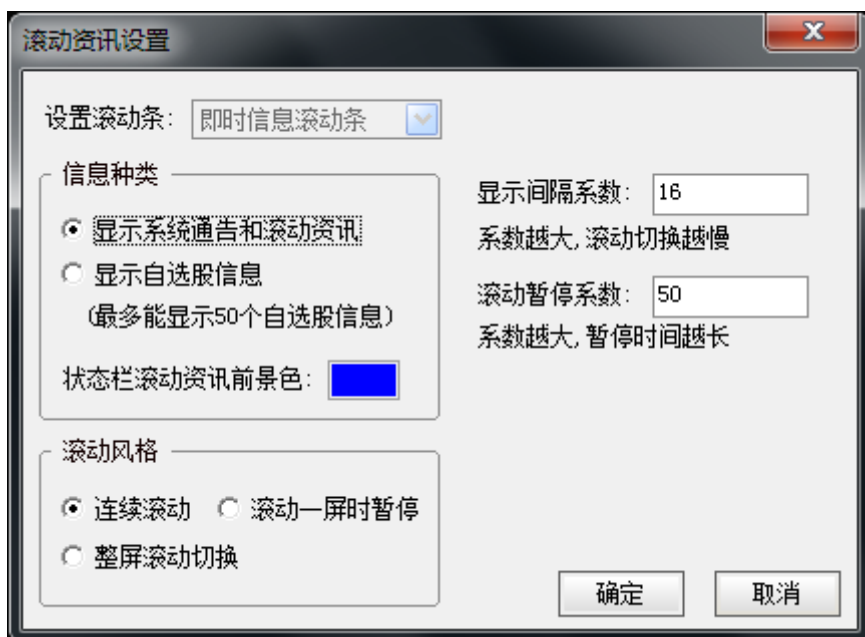 滚动资讯设置
设置滚动条: 即时信息滚动条
信息种类
显示系统通告和滚动资讯
显示自选股信息
(最多能显示50个自选股信息)
状态栏滚动资讯前景色:
显示间隔系数: 16
系数越大,滚动切换越慢
滚动暂停系数: 50
系数越大,暂停时间越长
滚动风格
连续滚动 滚动一屏时暂停
整屏滚动切换
确定 取消